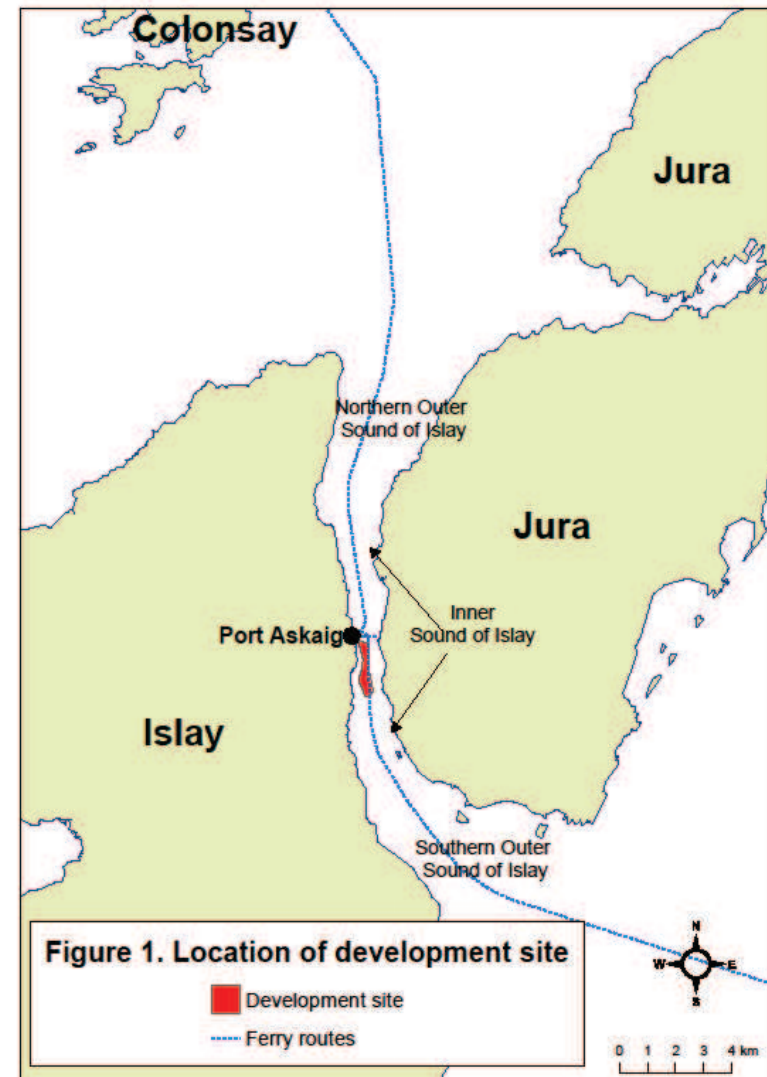 Colonsay
Jura
Northern Outer
Sound of Islay
Jura
Inner
Sound of Islay
Port Askaig
Islay
Southern Outer
Sound of Islay
Figure 1. Location of development site
Development site
Ferry routes
N
W E
S
0 1 2 3 4 km